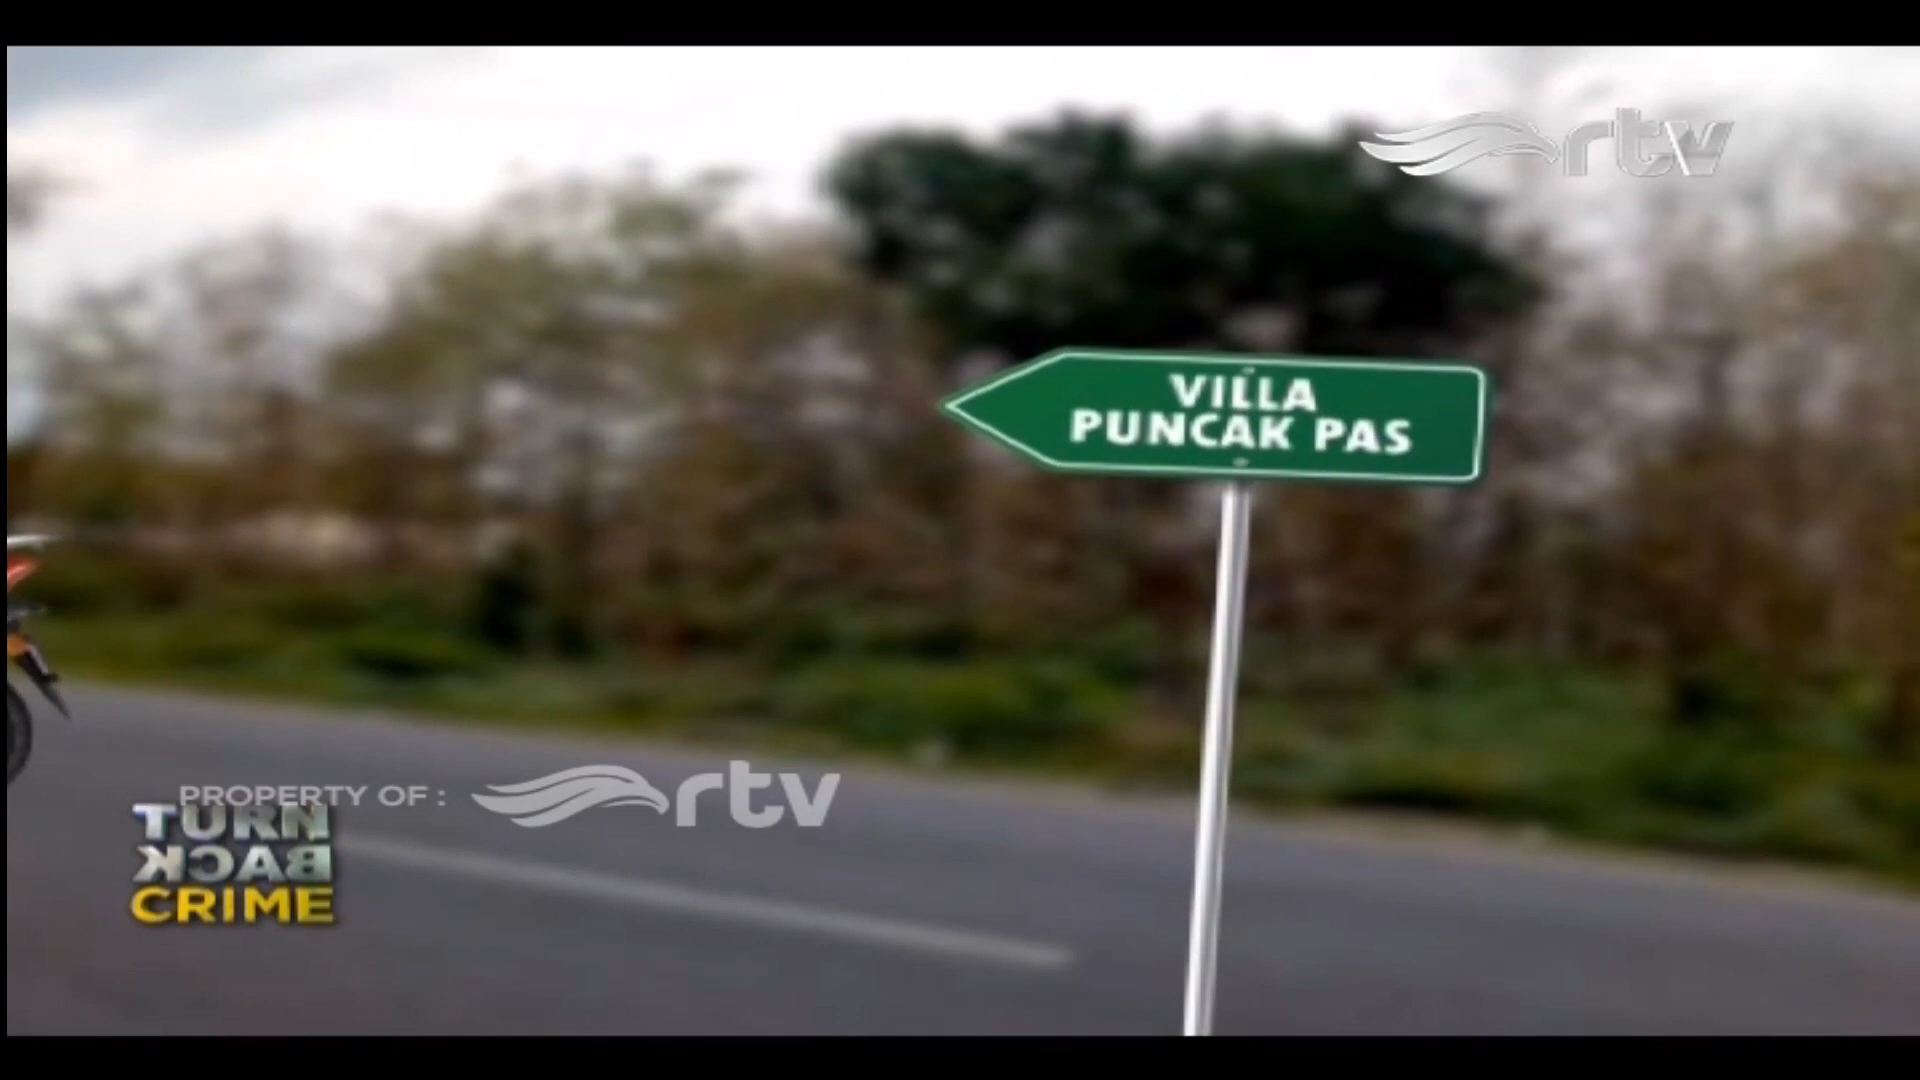 rtv
VILLA
PUNCAK PAS
PROPERTY OF : rtv
TURN
BACK
CRIME